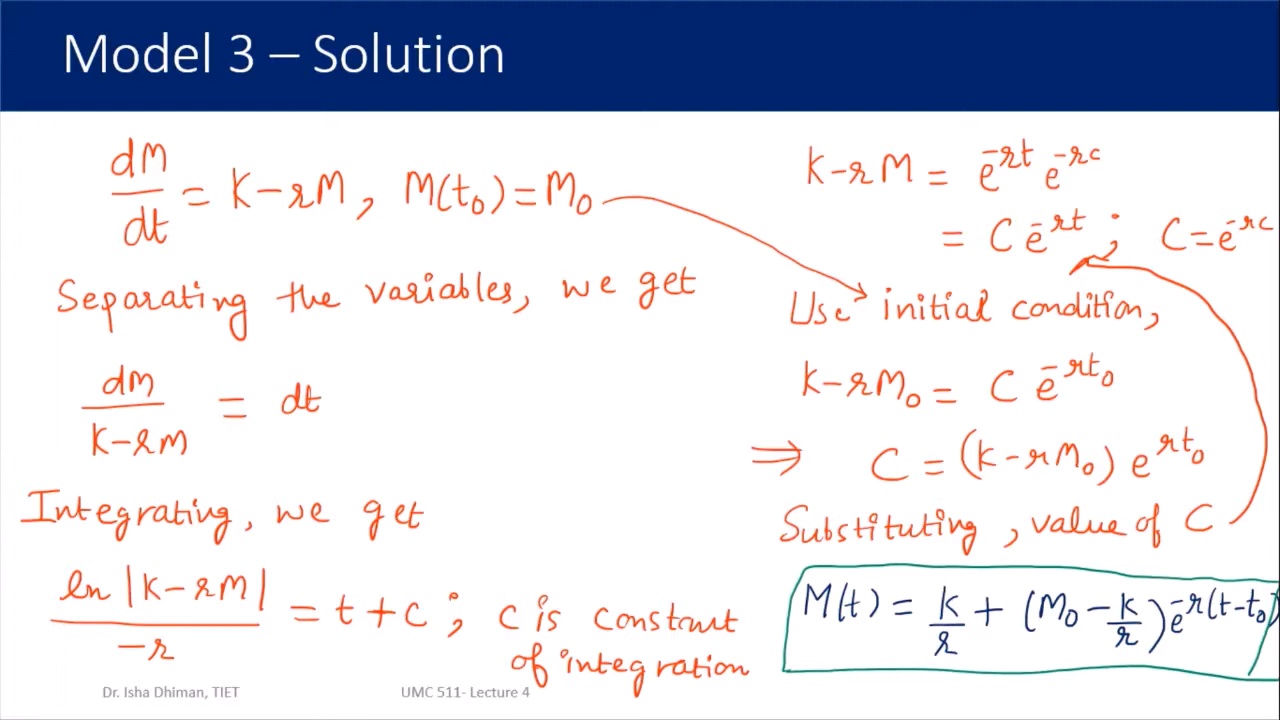 Model 3 – Solution
dM/dt = k-rM, M(t₀)=M₀
Separating the variables, we get
dM/(k-rM) = dt
Integrating, we get
ln|k-rM|/-r = t+c ; c is constant
of integration
k-rM = e^-rt e^-rc
= C e^-rt ; C=e^-rc
Use initial condition,
k-rM₀ = C e^-rt₀
⇒ C = (k-rM₀) e^rt₀
Substituting, value of C
M(t) = k/r + (M₀ - k/r) e^-r(t-t₀)
Dr. Isha Dhiman, TIET
UMC 511- Lecture 4